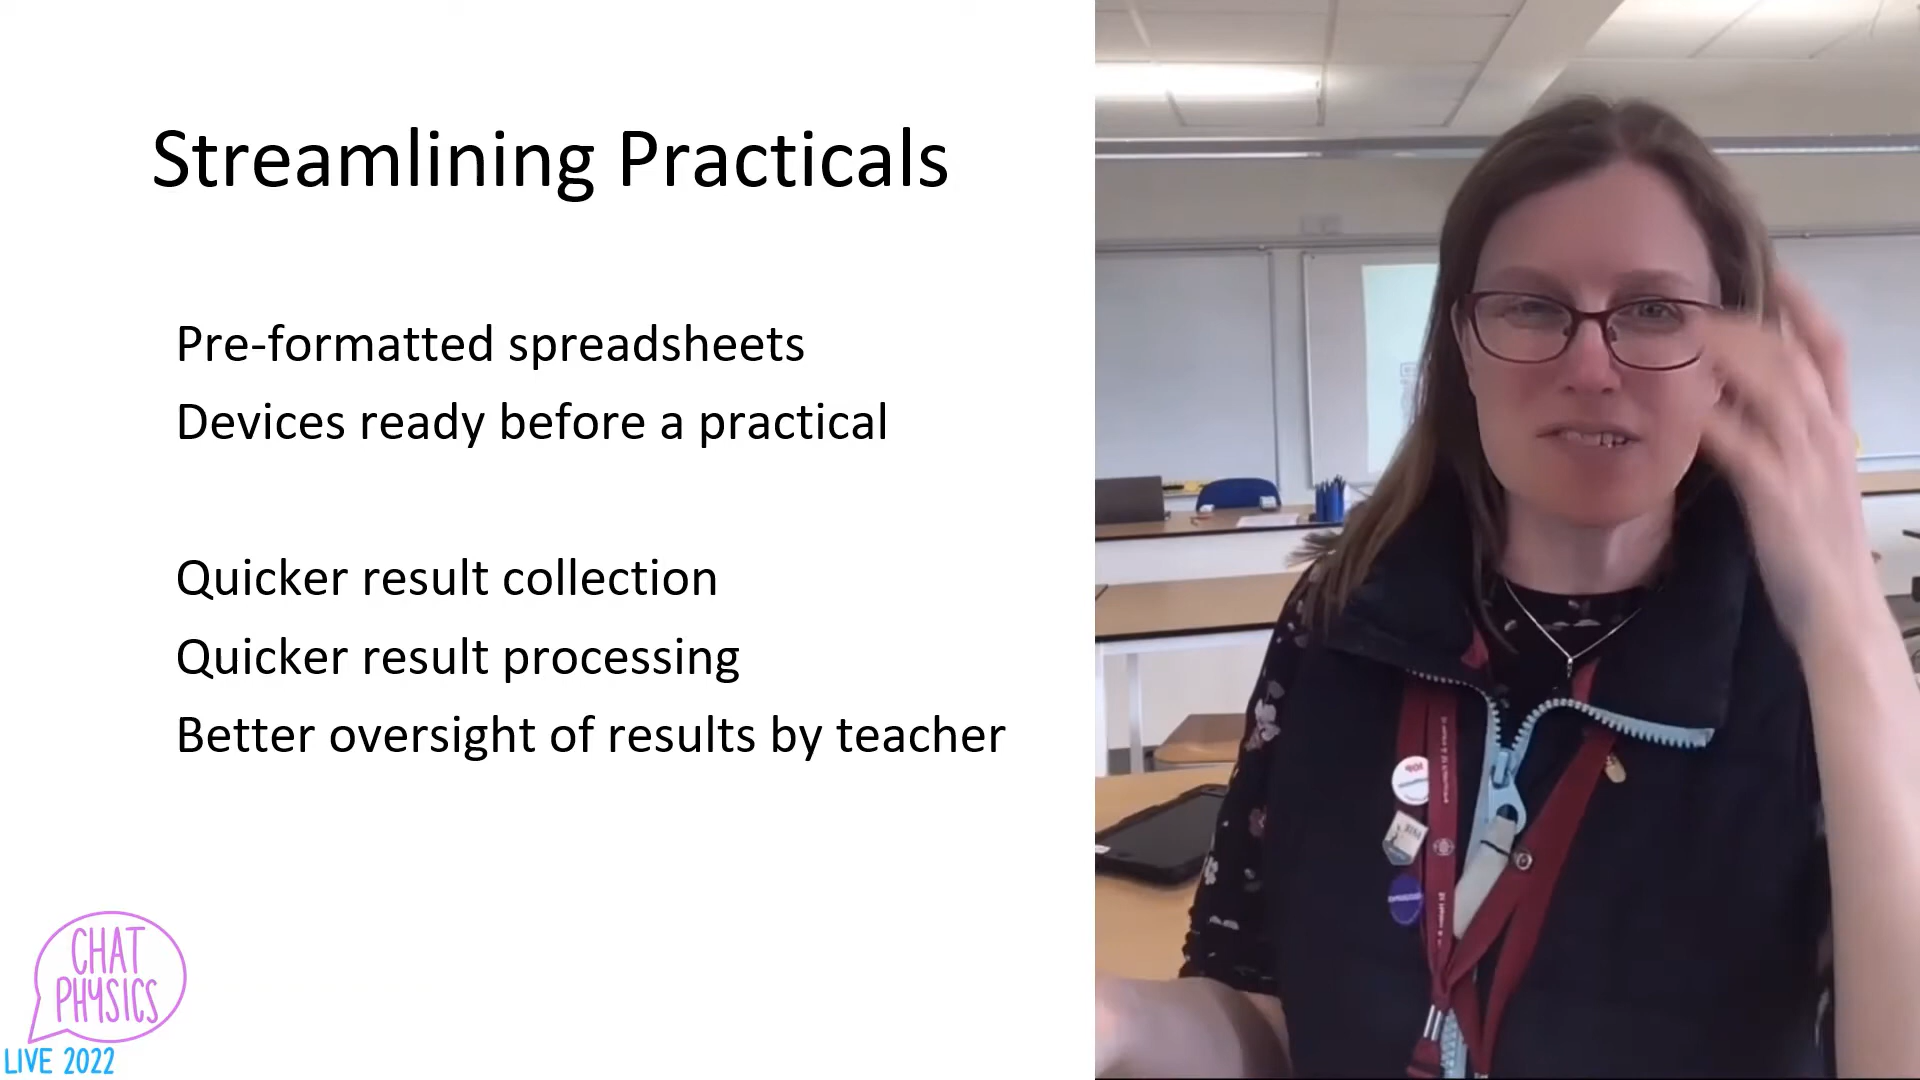 Streamlining Practicals
Pre-formatted spreadsheets
Devices ready before a practical
Quicker result collection
Quicker result processing
Better oversight of results by teacher
CHAT
PHYSICS
LIVE 2022